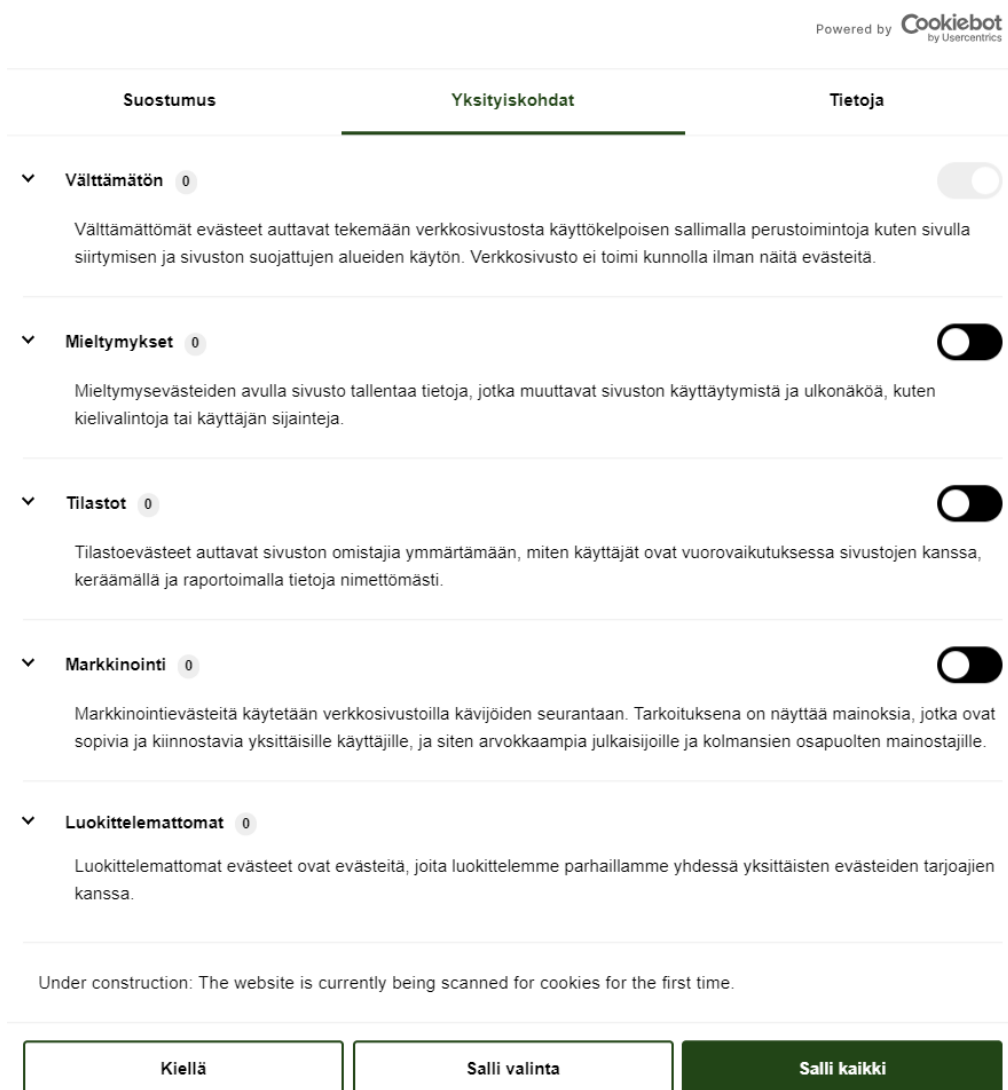 Powered by Cookiebot
by Usercentrics
Suostumus Yksityiskohdat Tietoja
Välttämätön 0
Välttämättömät evästeet auttavat tekemään verkkosivustosta käyttökelpoisen sallimalla perustoimintoja kuten sivulla
siirtymisen ja sivuston suojattujen alueiden käytön. Verkkosivusto ei toimi kunnolla ilman näitä evästeitä.
Mieltymykset 0
Mieltymysevästeiden avulla sivusto tallentaa tietoja, jotka muuttavat sivuston käyttäytymistä ja ulkonäköä, kuten
kielivalintoja tai käyttäjän sijainteja.
Tilastot 0
Tilastoevästeet auttavat sivuston omistajia ymmärtämään, miten käyttäjät ovat vuorovaikutuksessa sivustojen kanssa,
keräämällä ja raportoimalla tietoja nimettömästi.
Markkinointi 0
Markkinointievästeitä käytetään verkkosivustoilla kävijöiden seurantaan. Tarkoituksena on näyttää mainoksia, jotka ovat
sopivia ja kiinnostavia yksittäisille käyttäjille, ja siten arvokkaampia julkaisijoille ja kolmansien osapuolten mainostajille.
Luokittelemattomat 0
Luokittelemattomat evästeet ovat evästeitä, joita luokittelemme parhaillamme yhdessä yksittäisten evästeiden tarjoajien
kanssa.
Under construction: The website is currently being scanned for cookies for the first time.
Kiellä Salli valinta Salli kaikki